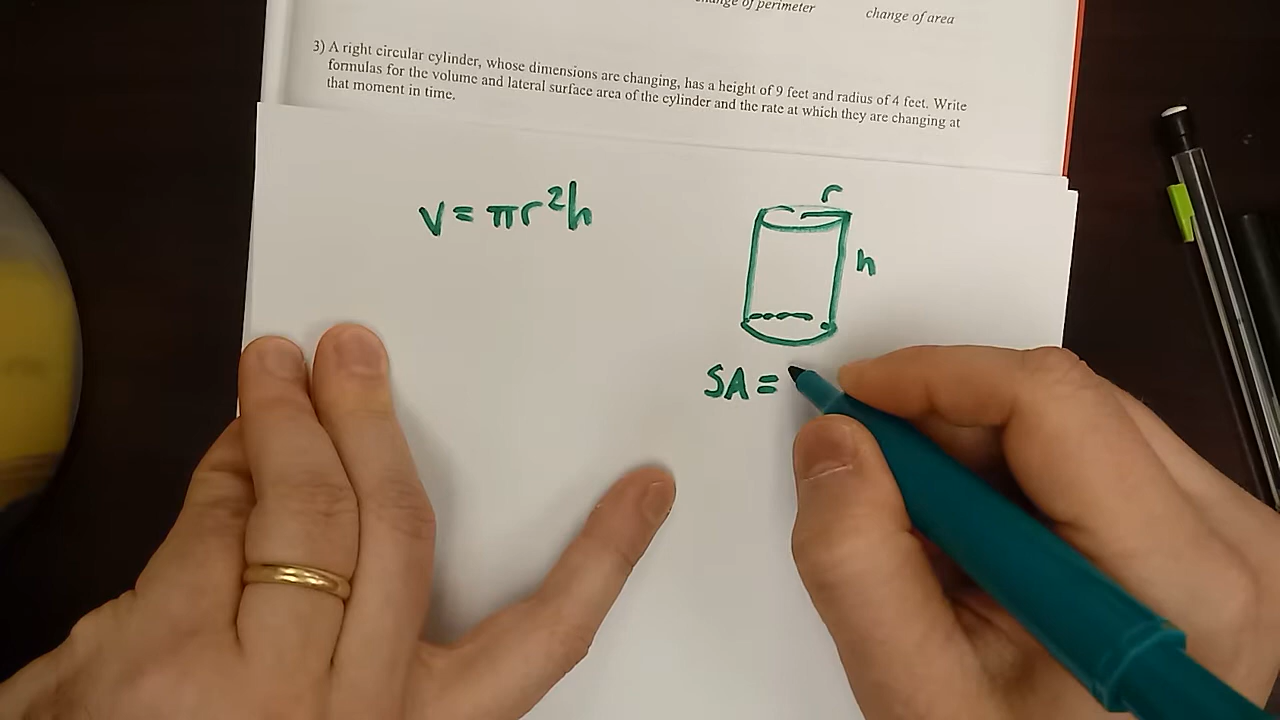 change of area
of perimeter
3) A right circular cylinder, whose dimensions are changing, has a height of 9 feet and radius of 4 feet. Write
formulas for the volume and lateral surface area of the cylinder and the rate at which they are changing at
that moment in time.
V = πr²h
r
h
SA =